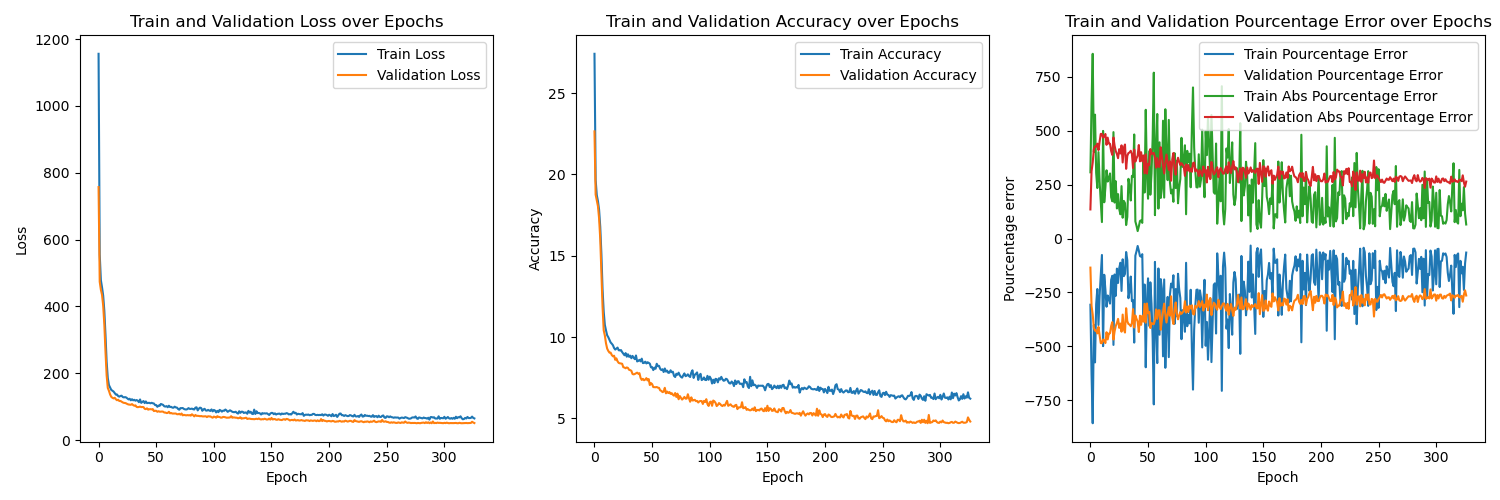 Train and Validation Loss over Epochs
Train Loss
Validation Loss
Loss
1200
1000
800
600
400
200
0
0 50 100 150 200 250 300
Epoch
Train and Validation Accuracy over Epochs
Train Accuracy
Validation Accuracy
Accuracy
25
20
15
10
5
0 50 100 150 200 250 300
Epoch
Train and Validation Pourcentage Error over Epochs
Train Pourcentage Error
Validation Pourcentage Error
Train Abs Pourcentage Error
Validation Abs Pourcentage Error
Pourcentage error
750
500
250
0
−250
−500
−750
0 50 100 150 200 250 300
Epoch